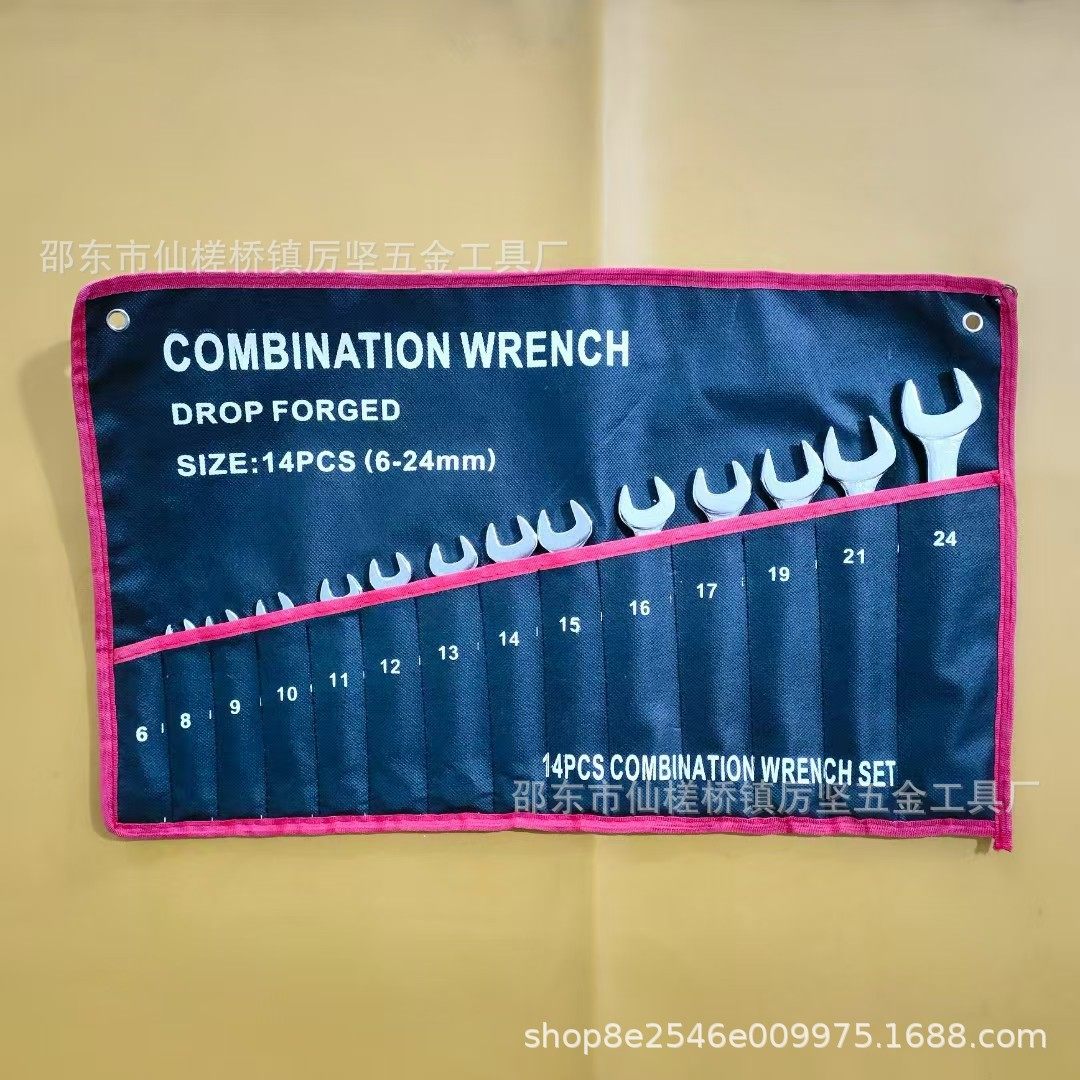 邵东市仙槎桥镇厉坚五金工具厂
COMBINATION WRENCH
DROP FORGED
SIZE:14PCS (6-24mm)
6 8 9 10 11 12 13 14 15 16 17 19 21 24
14PCS COMBINATION WRENCH SET
邵东市仙槎桥镇厉坚五金工具厂
shop8e2546e009975.1688.com